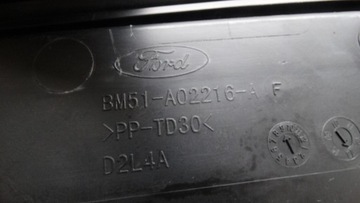 Ford
BM51-A02216-A F
>PP-TD30<
D2L4A